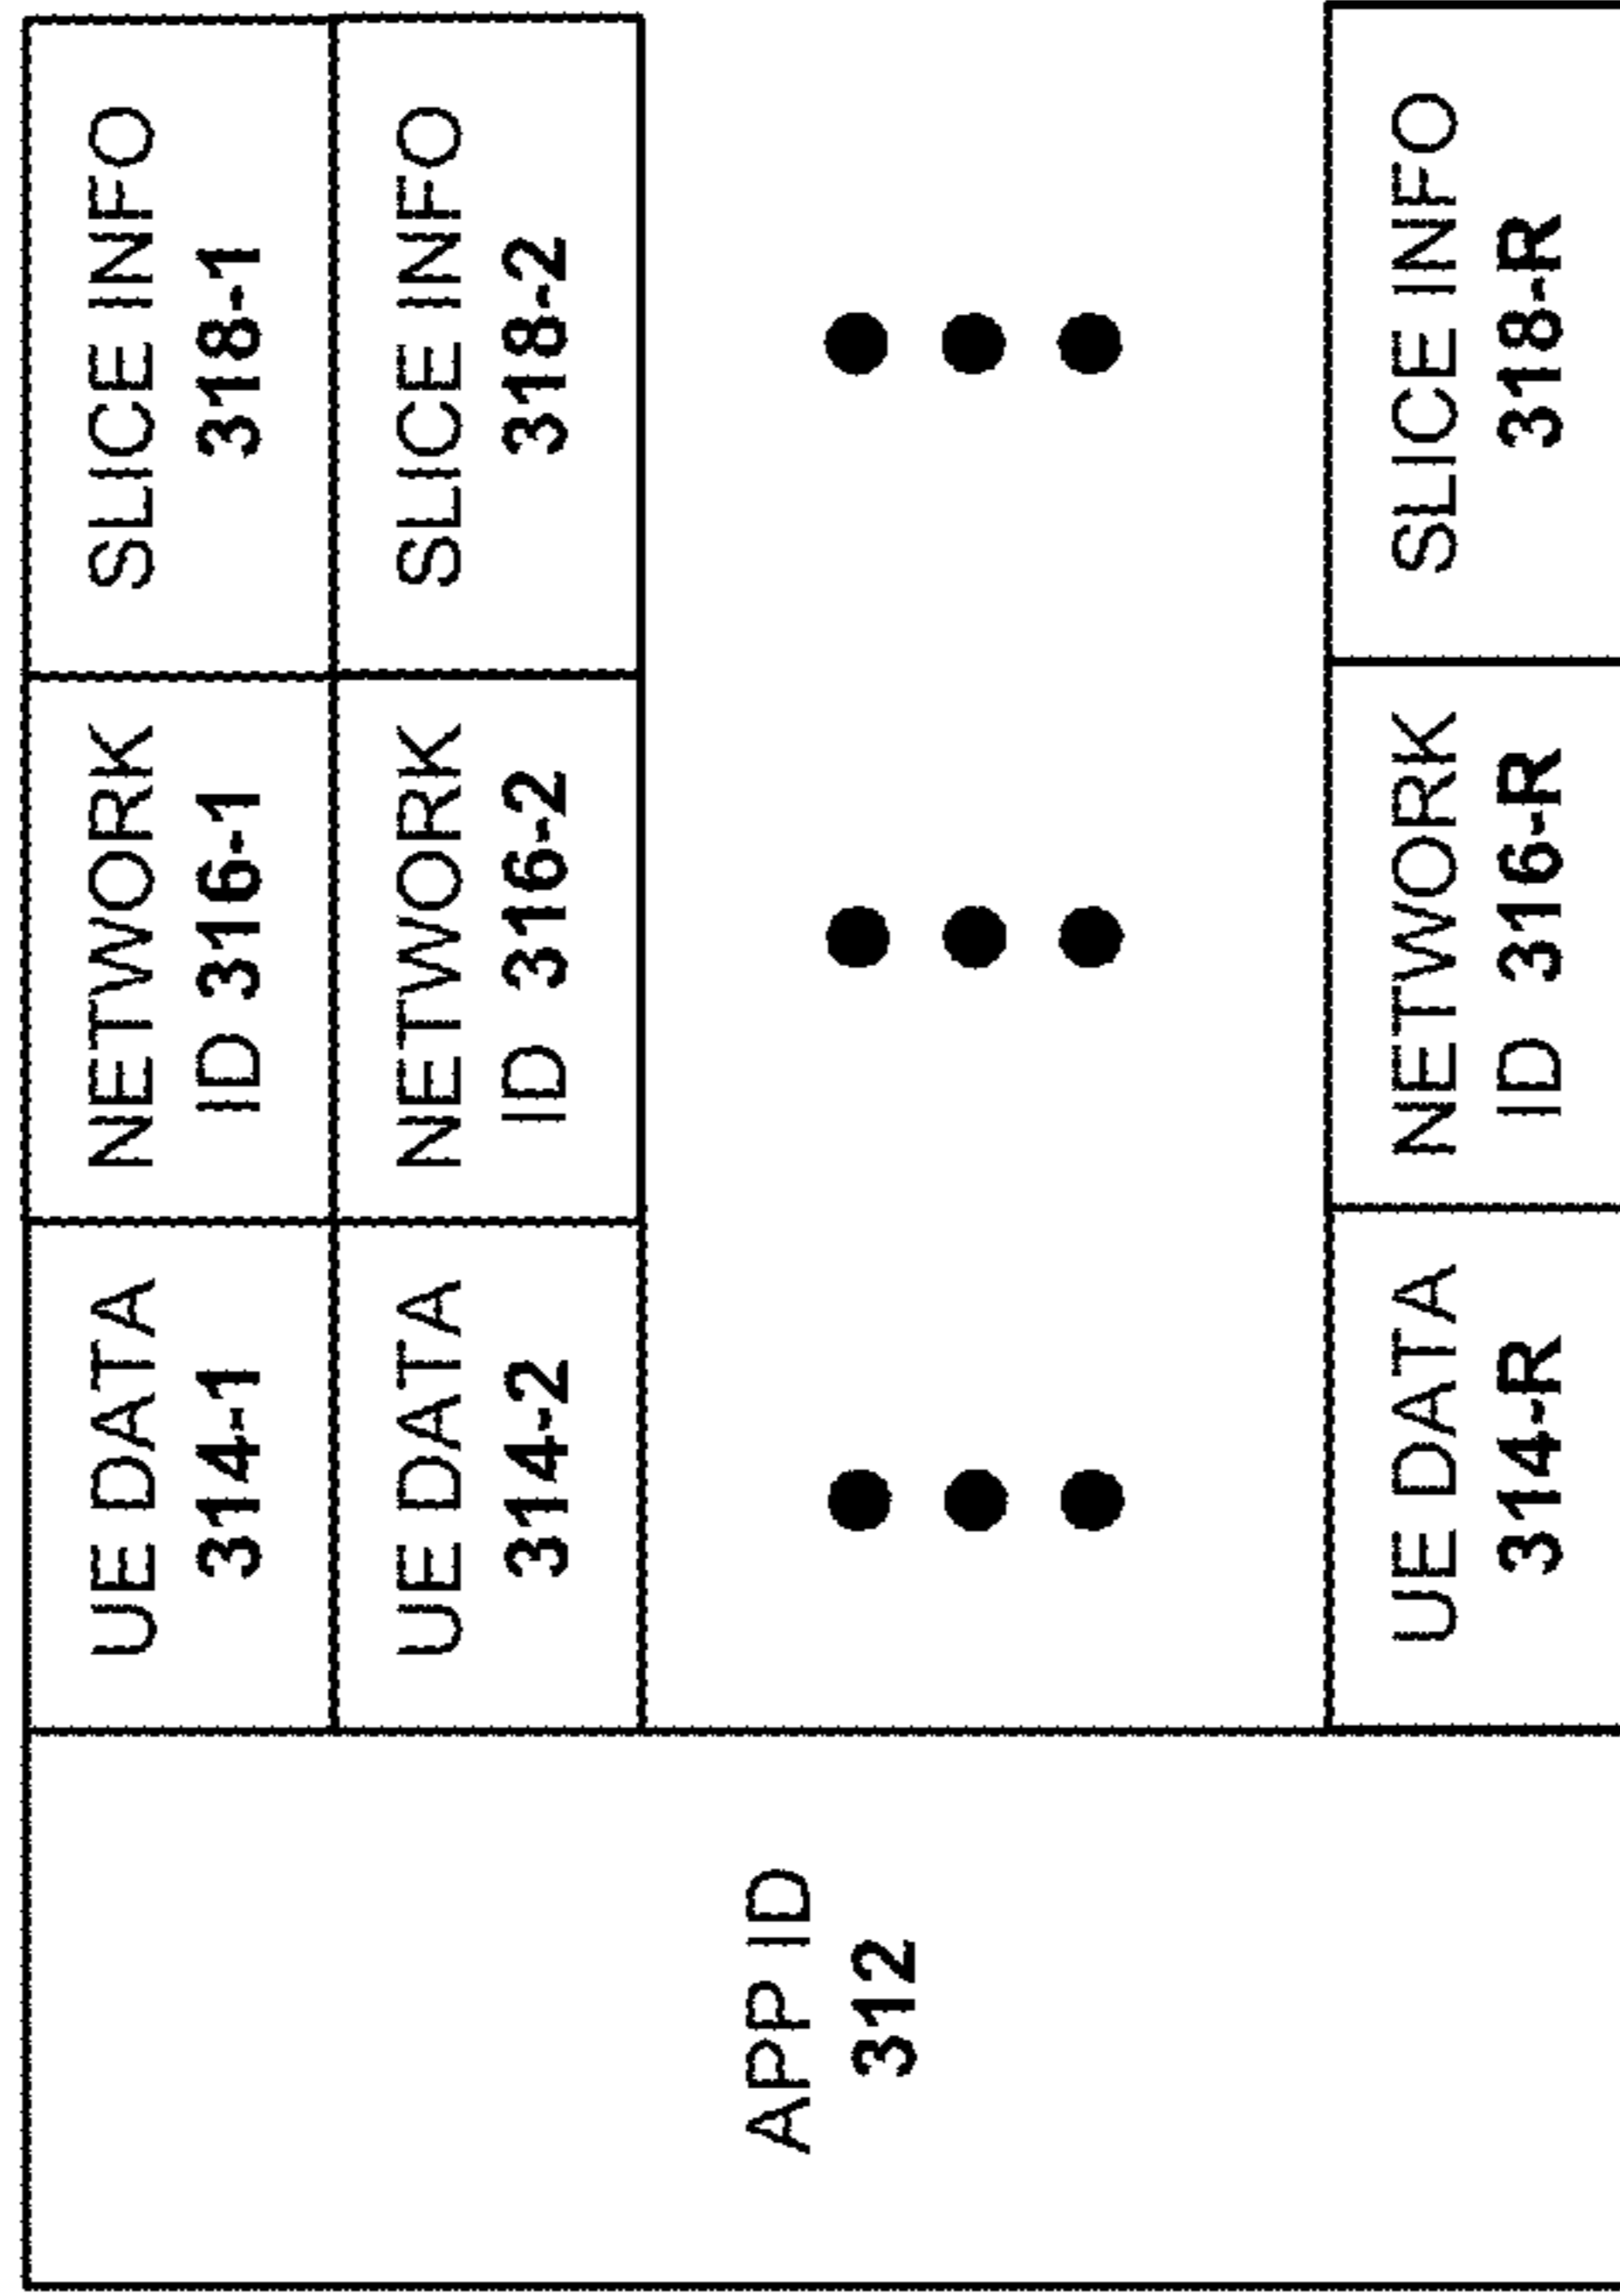 APP ID
312
UE DATA
314-1
NETWORK
ID 316-1
SLICE INFO
318-1
UE DATA
314-2
NETWORK
ID 316-2
SLICE INFO
318-2
UE DATA
314-R
NETWORK
ID 316-R
SLICE INFO
318-R